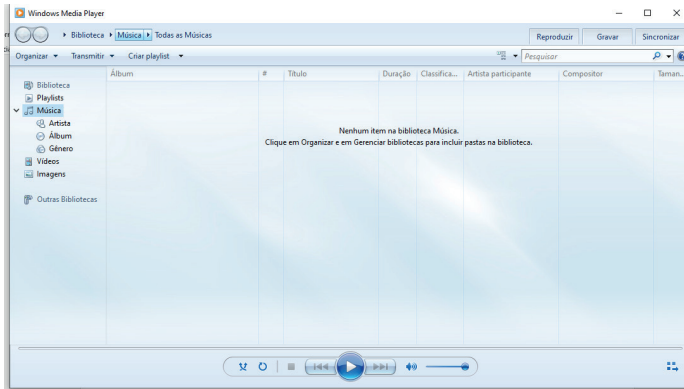 Windows Media Player
Biblioteca Música Todas as Músicas
Reproduzir Gravar Sincronizar
Organizar Transmitir Criar playlist
Pesquisar
Álbum # Título Duração Classifica... Artista participante Compositor Taman...
Biblioteca
Playlists
Música
Artista
Álbum
Gênero
Vídeos
Imagens
Outras Bibliotecas
Nenhum item na biblioteca Música.
Clique em Organizar e em Gerenciar bibliotecas para incluir pastas na biblioteca.